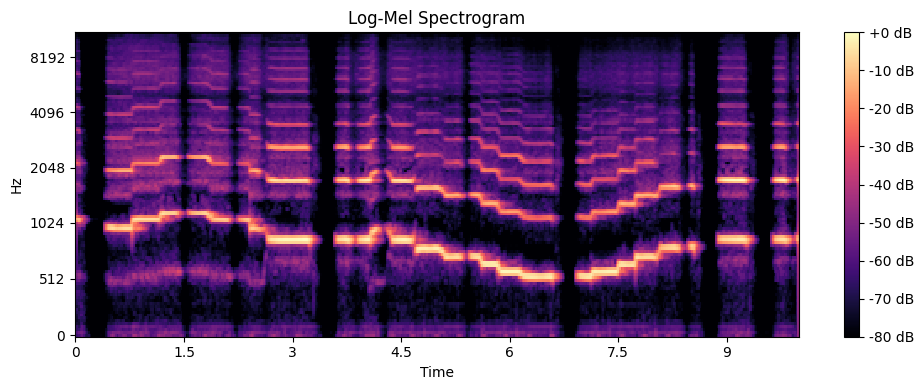 Log-Mel Spectrogram
Hz
8192
4096
2048
1024
512
0
0 1.5 3 4.5 6 7.5 9
Time
+0 dB
-10 dB
-20 dB
-30 dB
-40 dB
-50 dB
-60 dB
-70 dB
-80 dB